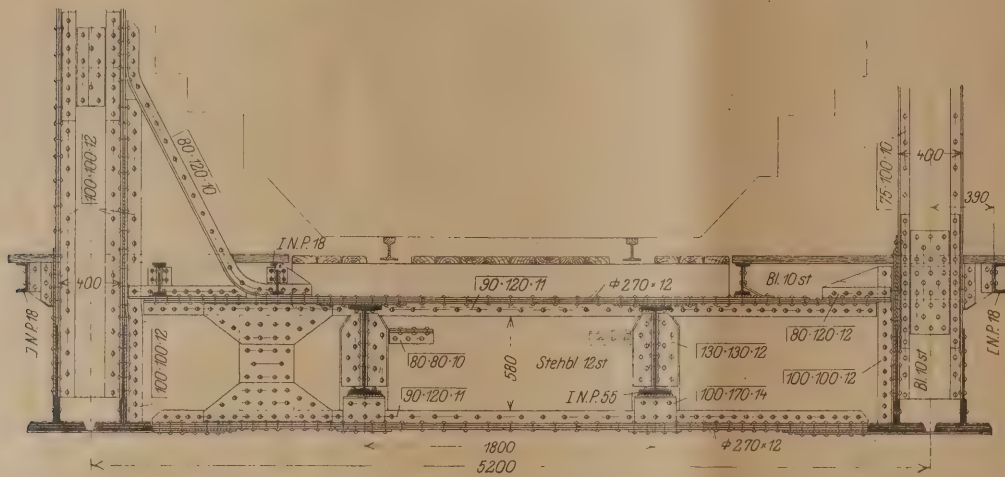 100·100·12
80·120·10
I N.P. 18
75·100·10
400
390
400
90·120·11
Φ 270×12
Bl. 10 st
I N.P. 18
I N.P. 18
100·100·12
580
80·80·10
Stehbl. 12st
130·130·12
80·120·12
100·100·12
Bl. 10 st
90·120·11
I N.P. 55
100·170·14
1800
Φ 270×12
5200